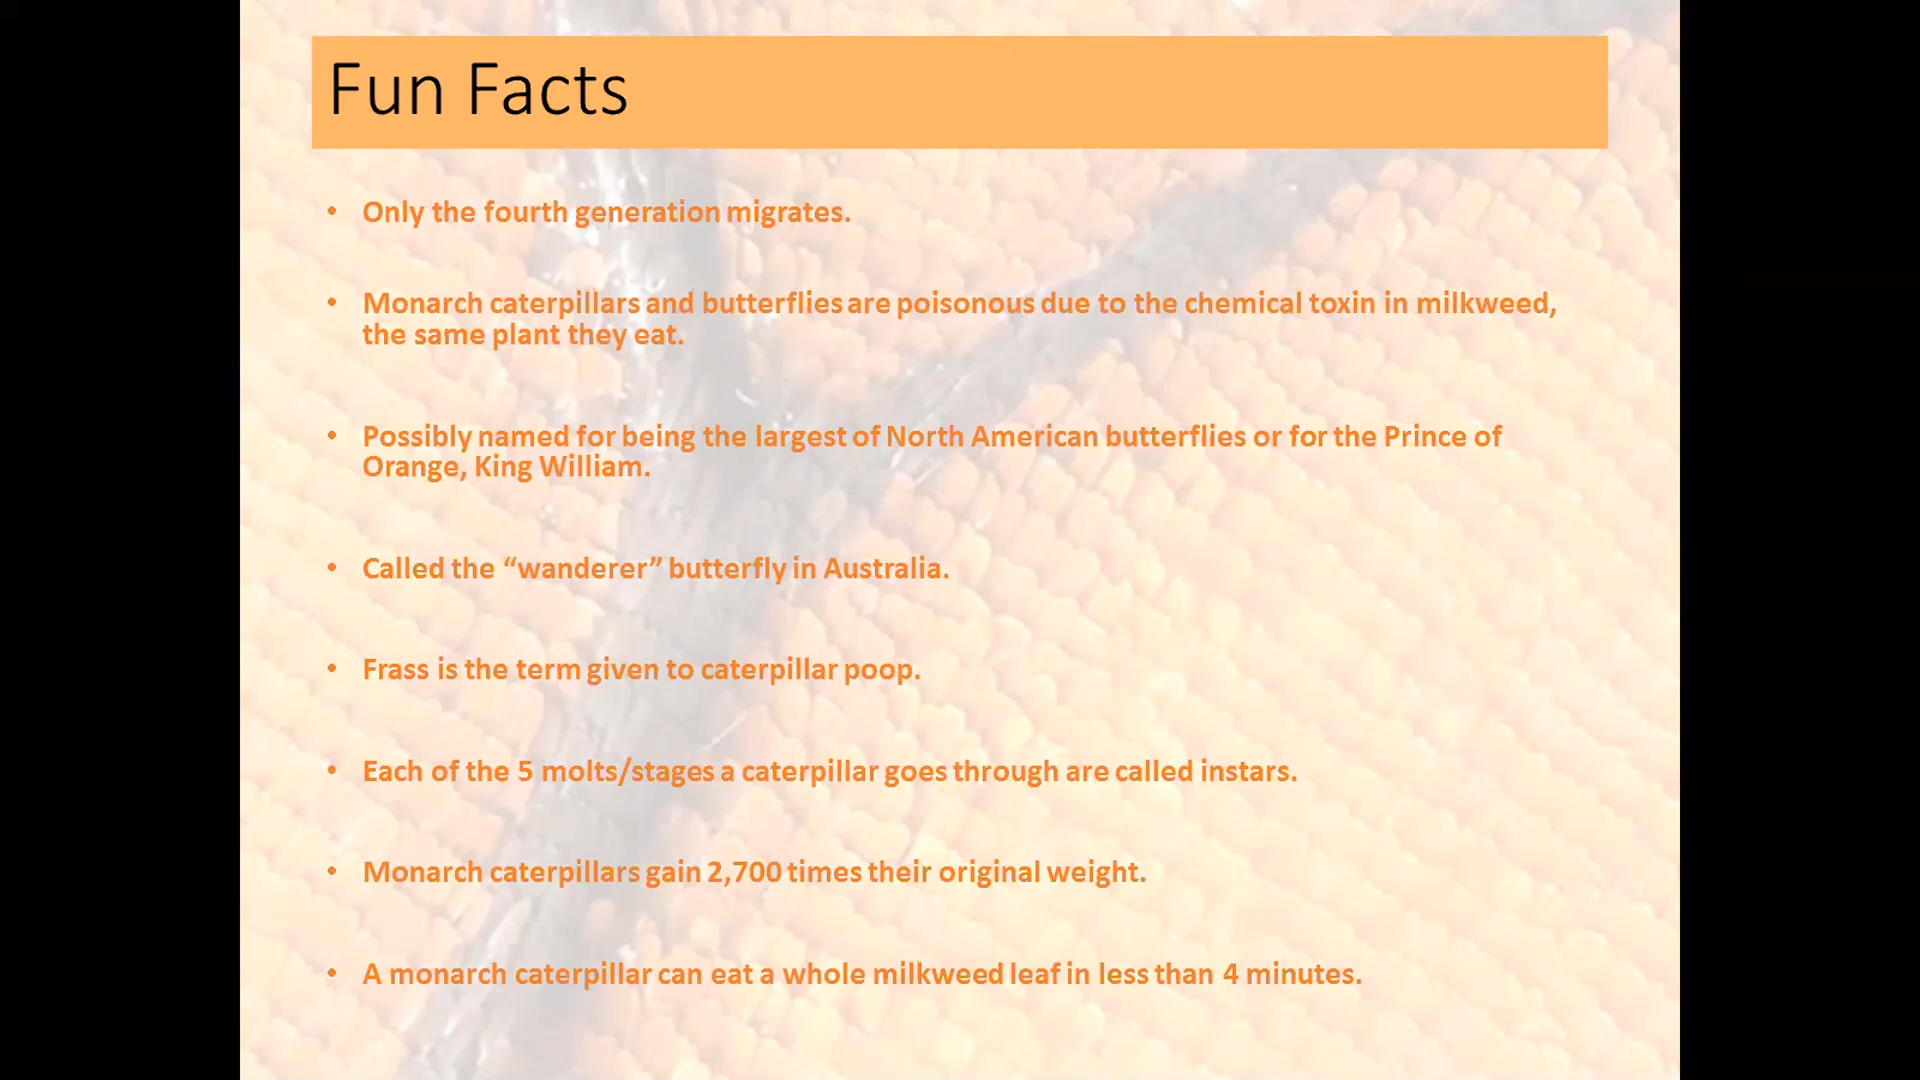 Fun Facts
• Only the fourth generation migrates.
• Monarch caterpillars and butterflies are poisonous due to the chemical toxin in milkweed,
the same plant they eat.
• Possibly named for being the largest of North American butterflies or for the Prince of
Orange, King William.
• Called the “wanderer” butterfly in Australia.
• Frass is the term given to caterpillar poop.
• Each of the 5 molts/stages a caterpillar goes through are called instars.
• Monarch caterpillars gain 2,700 times their original weight.
• A monarch caterpillar can eat a whole milkweed leaf in less than 4 minutes.